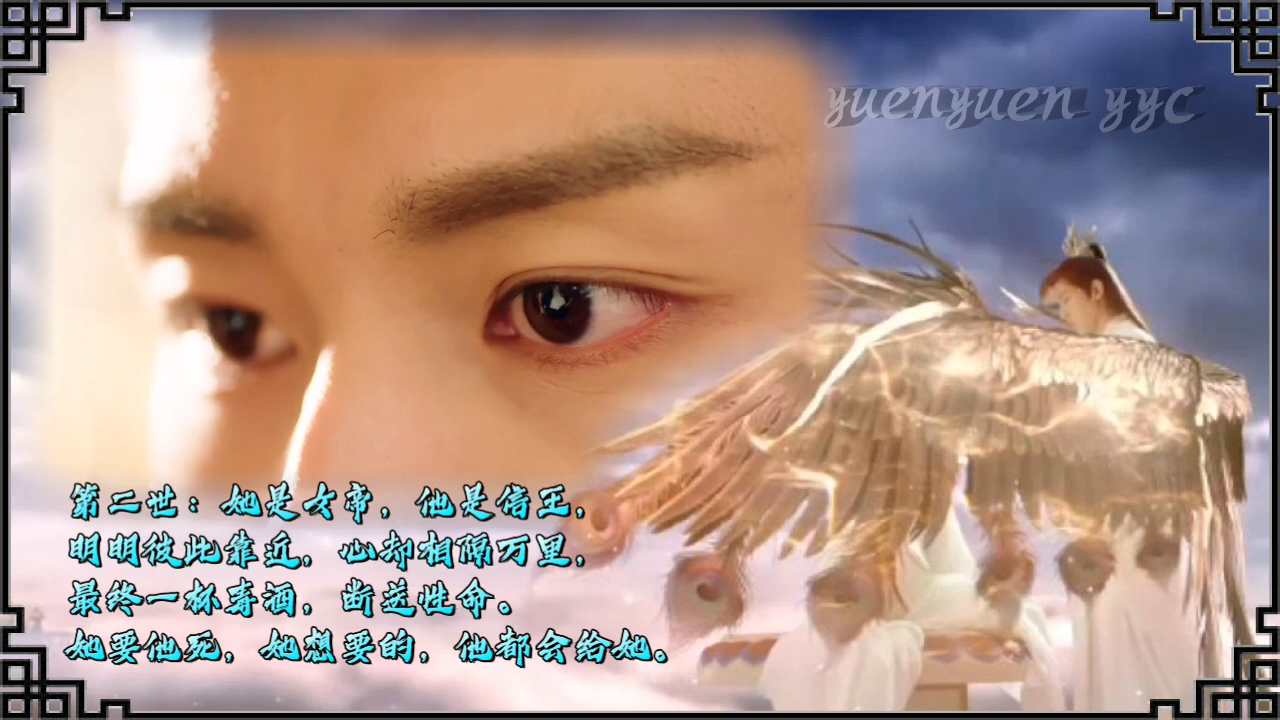 yuenyuen yyc
第二世：她是女帝，他是信王，
明明彼此靠近，心却相隔万里，
最终一杯毒酒，断送性命。
她要他死，她想要的，他都会给她。